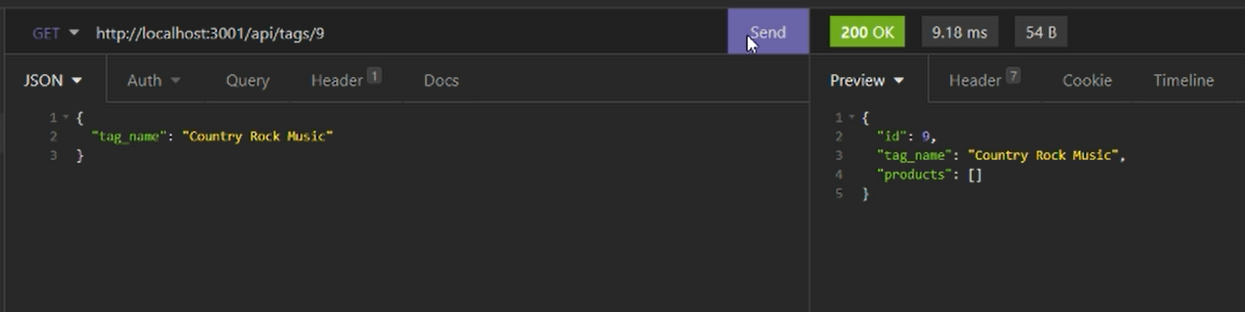 GET http://localhost:3001/api/tags/9 Send 200 OK 9.18 ms 54 B
JSON Auth Query Header 1 Docs Preview Header 7 Cookie Timeline
1 {
2 "tag_name": "Country Rock Music"
3 }
1 {
2 "id": 9,
3 "tag_name": "Country Rock Music",
4 "products": []
5 }